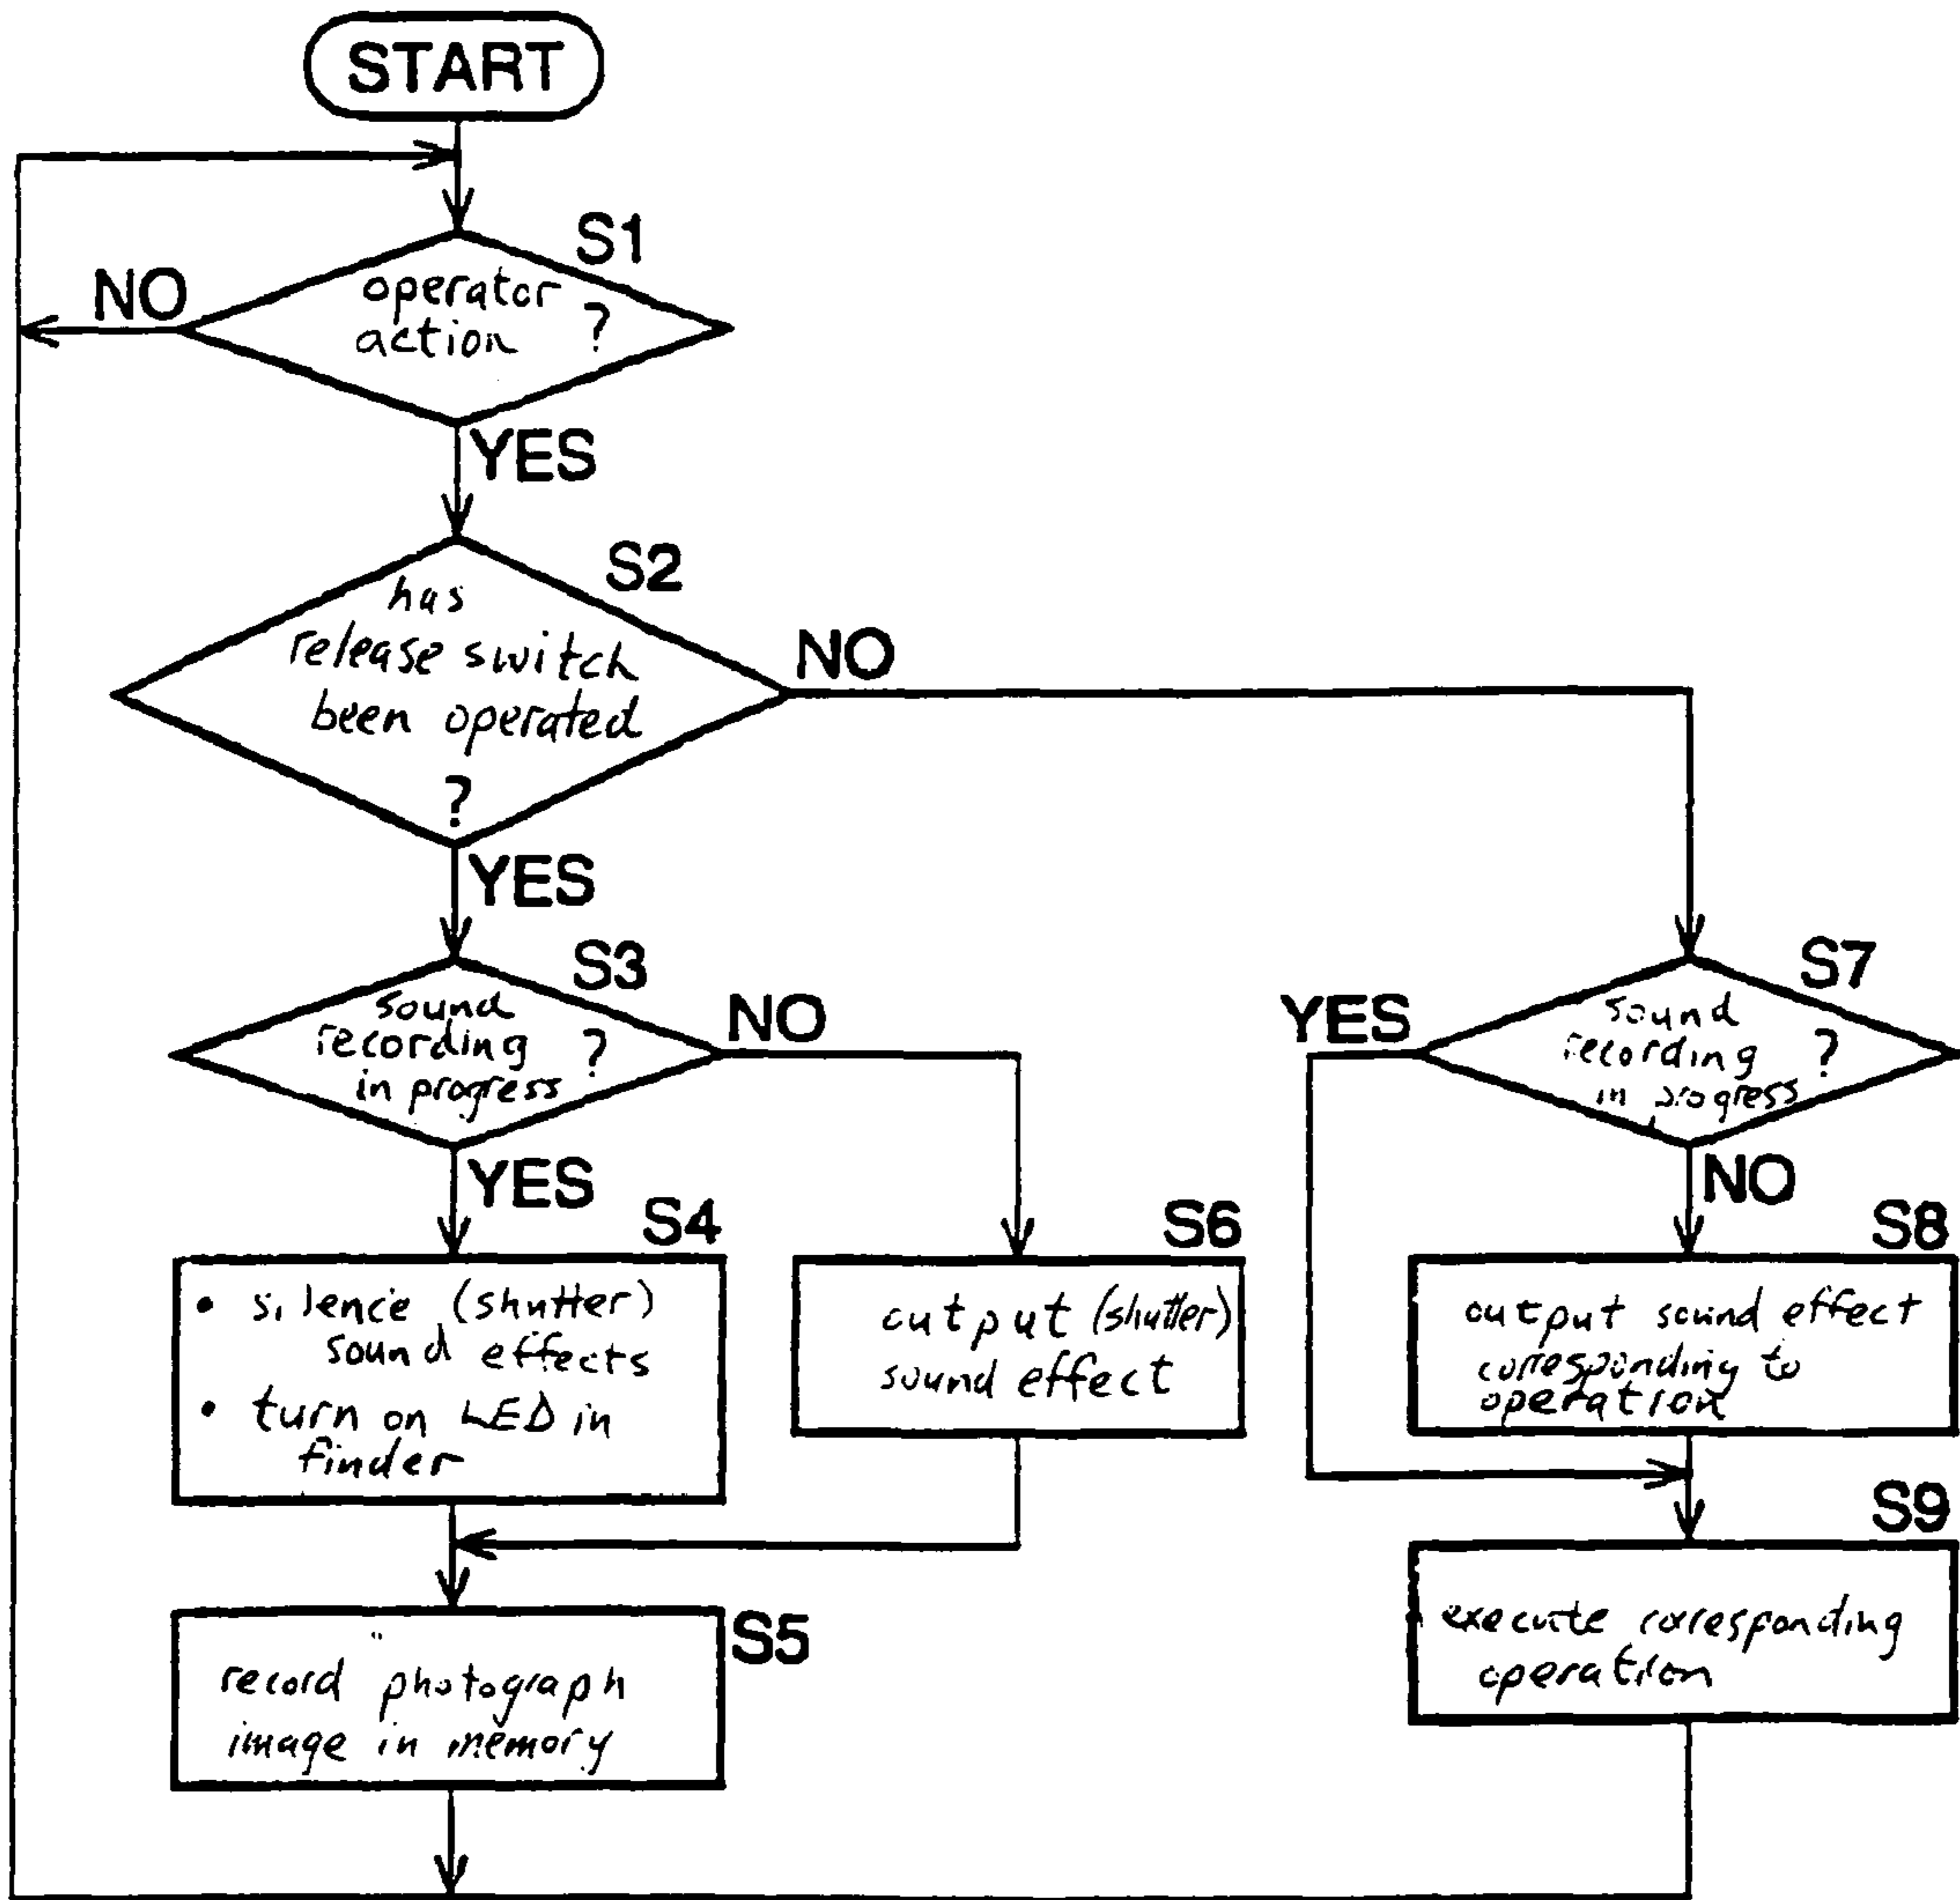 START
S1
NO
operator
action ?
YES
S2
has
release switch
been operated
?
NO
YES
S3
sound
recording ?
in progress
NO
YES
S4
• silence (shutter)
sound effects
• turn on LED in
finder
S6
output (shutter)
sound effect
S5
record photograph
image in memory
S7
YES
sound
recording ?
in progress
NO
S8
output sound effect
corresponding to
operation
S9
execute corresponding
operation